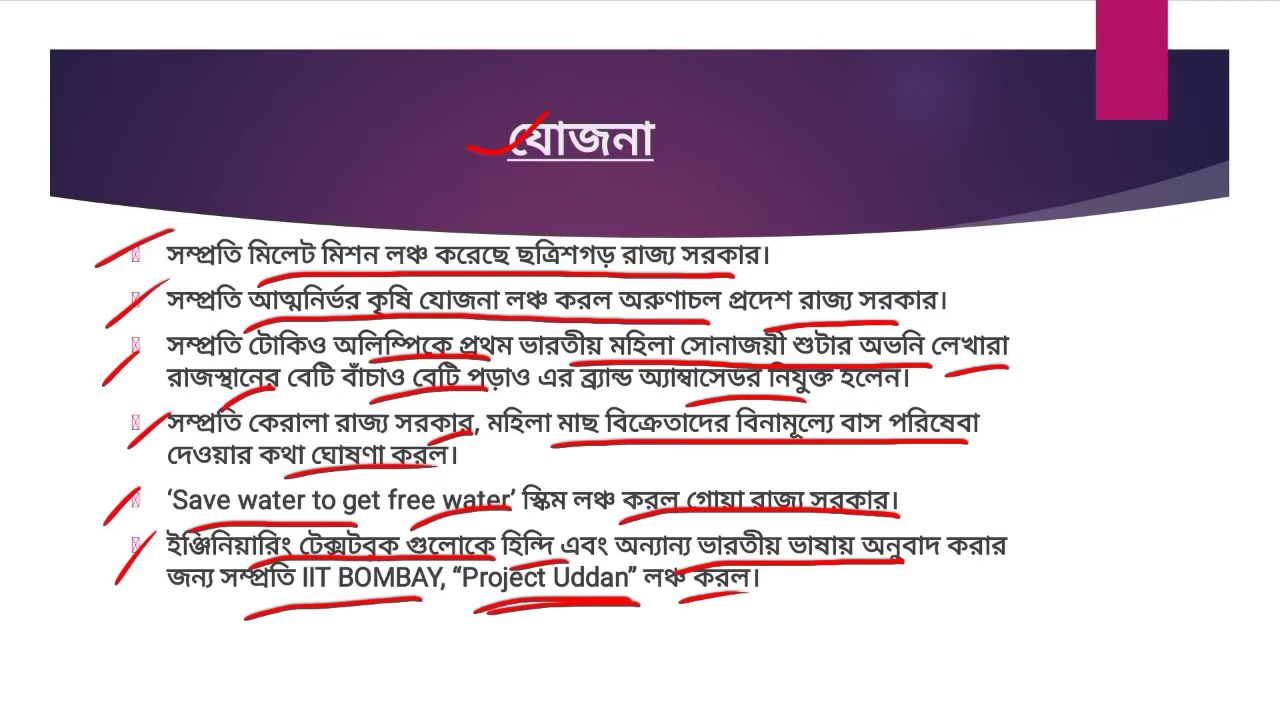 যোজনা
সম্প্রতি মিলেট মিশন লঞ্চ করেছে ছত্রিশগড় রাজ্য সরকার।
সম্প্রতি আত্মনির্ভর কৃষি যোজনা লঞ্চ করল অরুণাচল প্রদেশ রাজ্য সরকার।
সম্প্রতি টোকিও অলিম্পিকে প্রথম ভারতীয় মহিলা সোনাজয়ী শুটার অভনি লেখারা
রাজস্থানের বেটি বাঁচাও বেটি পড়াও এর ব্র্যান্ড অ্যাম্বাসেডর নিযুক্ত হলেন।
সম্প্রতি কেরালা রাজ্য সরকার, মহিলা মাছ বিক্রেতাদের বিনামূল্যে বাস পরিষেবা
দেওয়ার কথা ঘোষণা করল।
‘Save water to get free water’ স্কিম লঞ্চ করল গোয়া রাজ্য সরকার।
ইঞ্জিনিয়ারিং টেক্সটবুক গুলোকে হিন্দি এবং অন্যান্য ভারতীয় ভাষায় অনুবাদ করার
জন্য সম্প্রতি IIT BOMBAY, “Project Uddan” লঞ্চ করল।